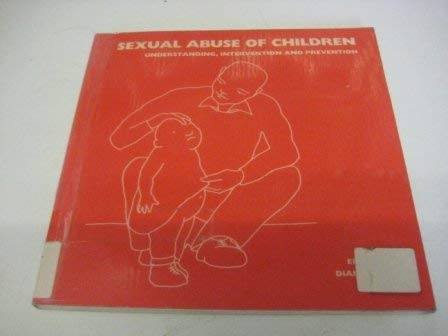 SEXUAL ABUSE OF CHILDREN
UNDERSTANDING, INTERVENTION AND PREVENTION